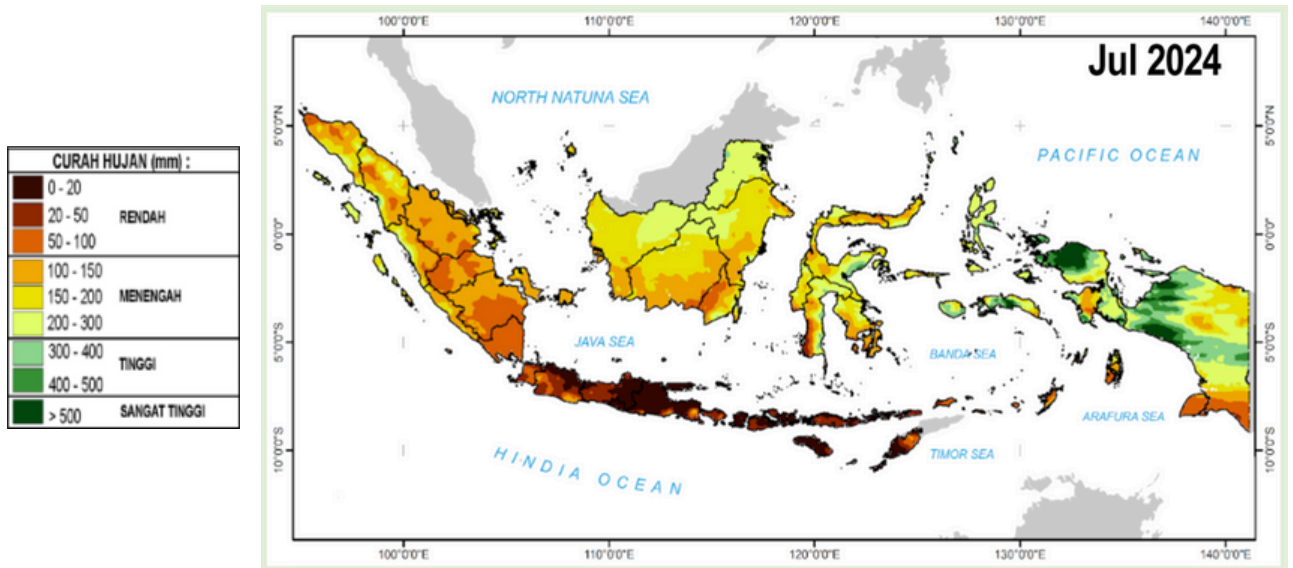 CURAH HUJAN (mm) :
0 - 20
20 - 50
RENDAH
50 - 100
100 - 150
150 - 200
MENENGAH
200 - 300
300 - 400
TINGGI
400 - 500
> 500
SANGAT TINGGI
100°0'0"E
110°0'0"E
120°0'0"E
130°0'0"E
140°0'0"E
Jul 2024
NORTH NATUNA SEA
PACIFIC OCEAN
5°0'0"N
5°0'0"N
0°0'0"
0°0'0"
JAVA SEA
BANDA SEA
5°0'0"S
5°0'0"S
ARAFURA SEA
TIMOR SEA
HINDIA OCEAN
10°0'0"S
10°0'0"S
100°0'0"E
110°0'0"E
120°0'0"E
130°0'0"E
140°0'0"E